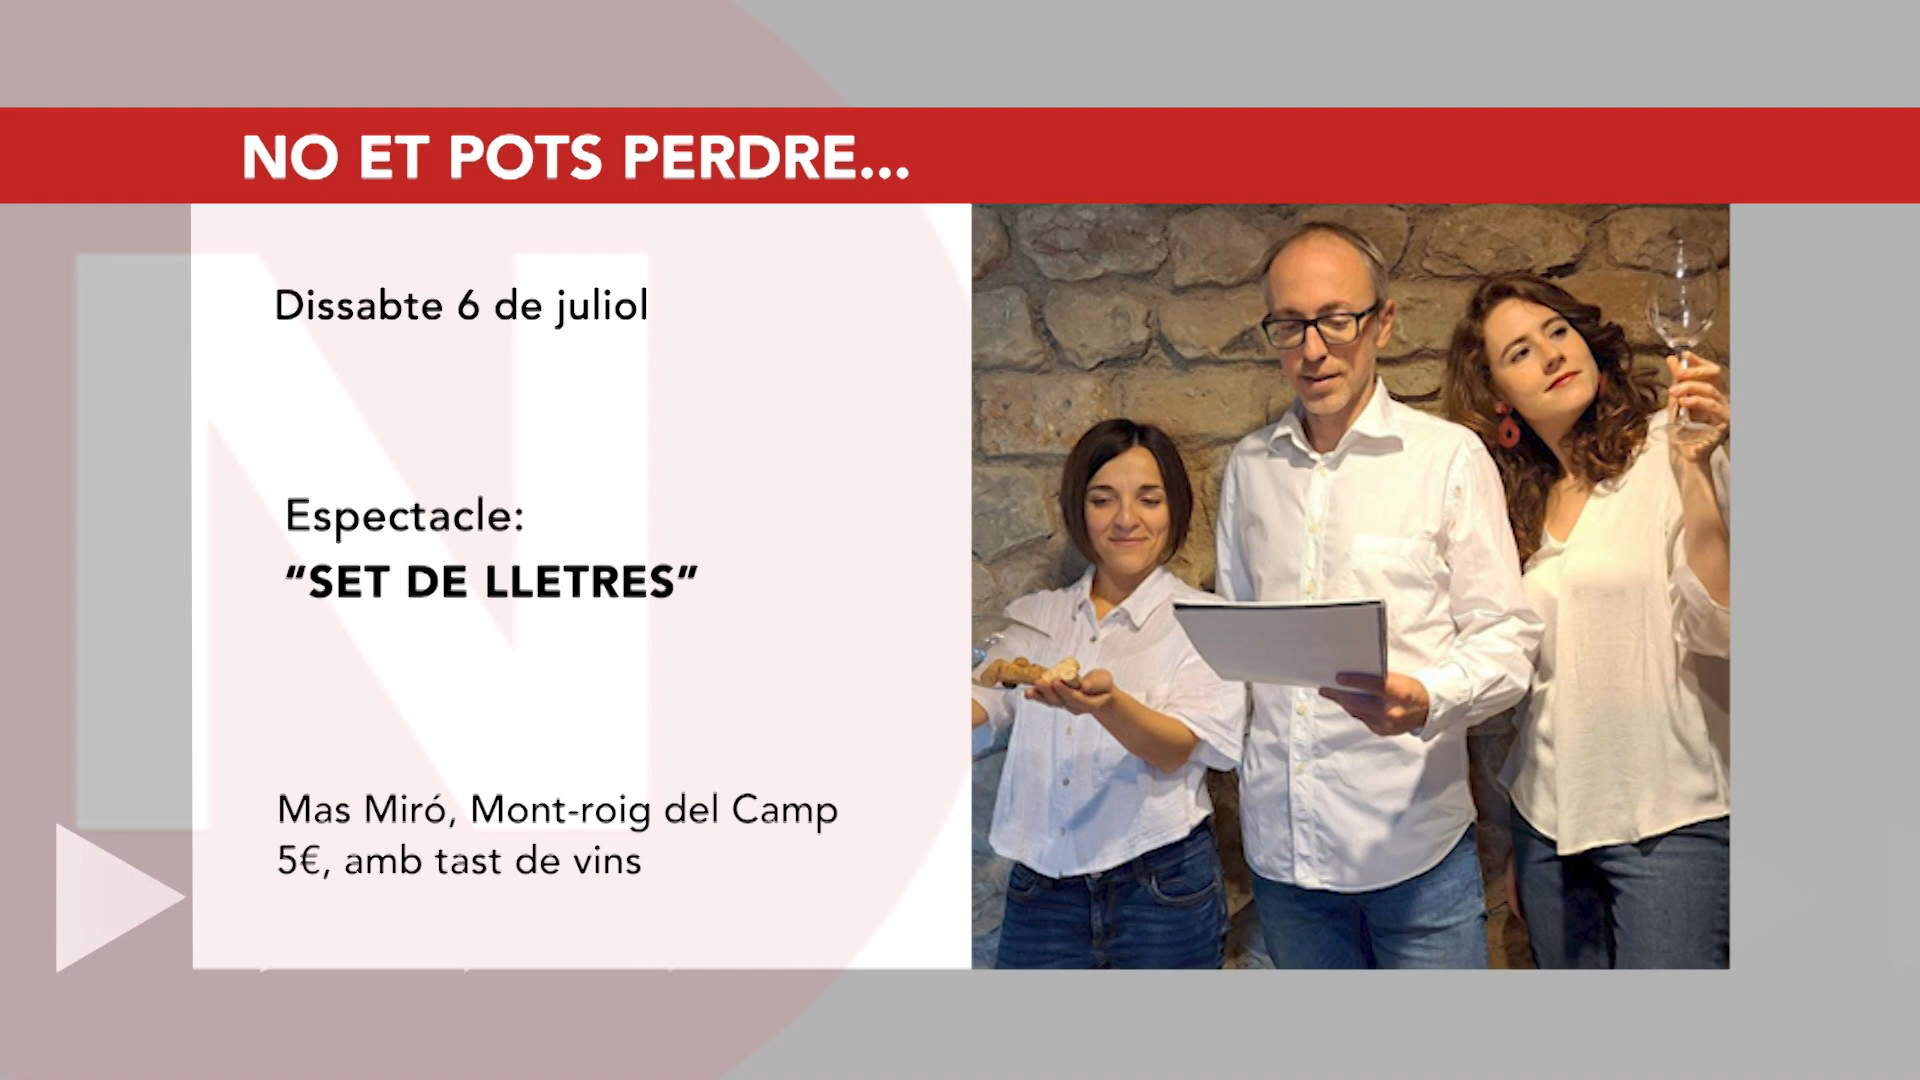 NO ET POTS PERDRE...
Dissabte 6 de juliol
Espectacle:
“SET DE LLETRES”
Mas Miró, Mont-roig del Camp
5€, amb tast de vins